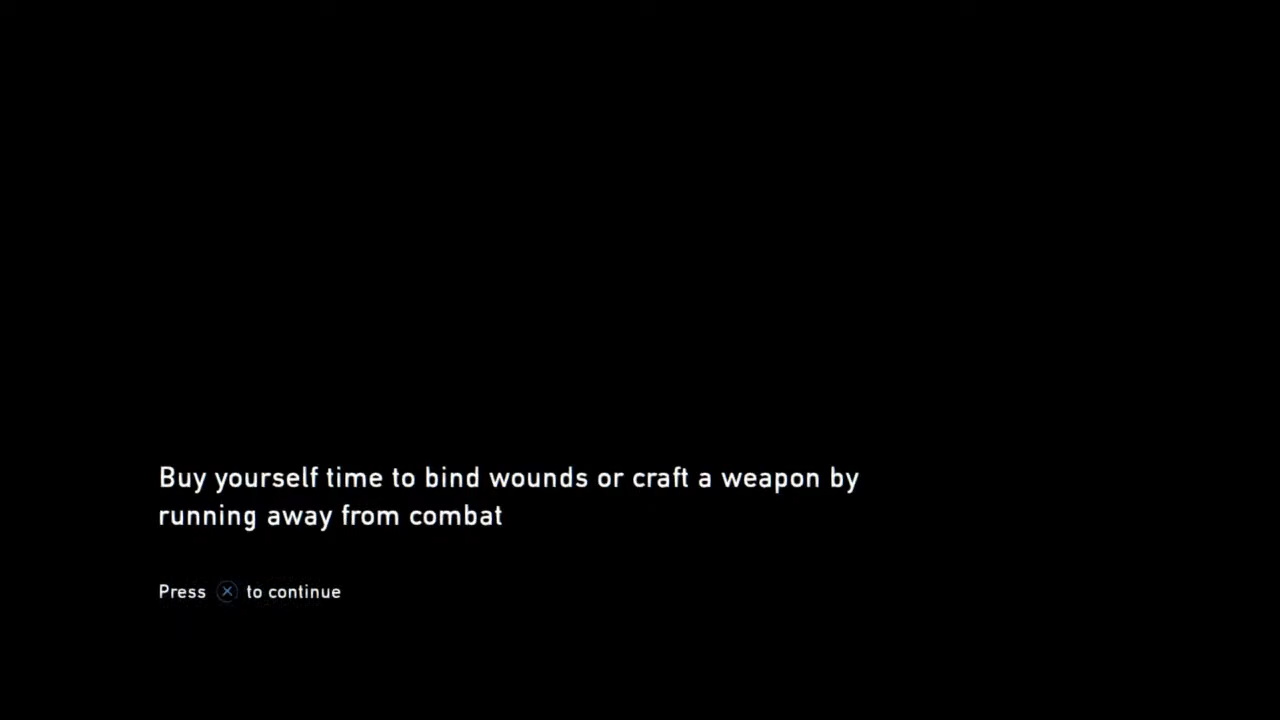 Buy yourself time to bind wounds or craft a weapon by
running away from combat
Press ⓧ to continue